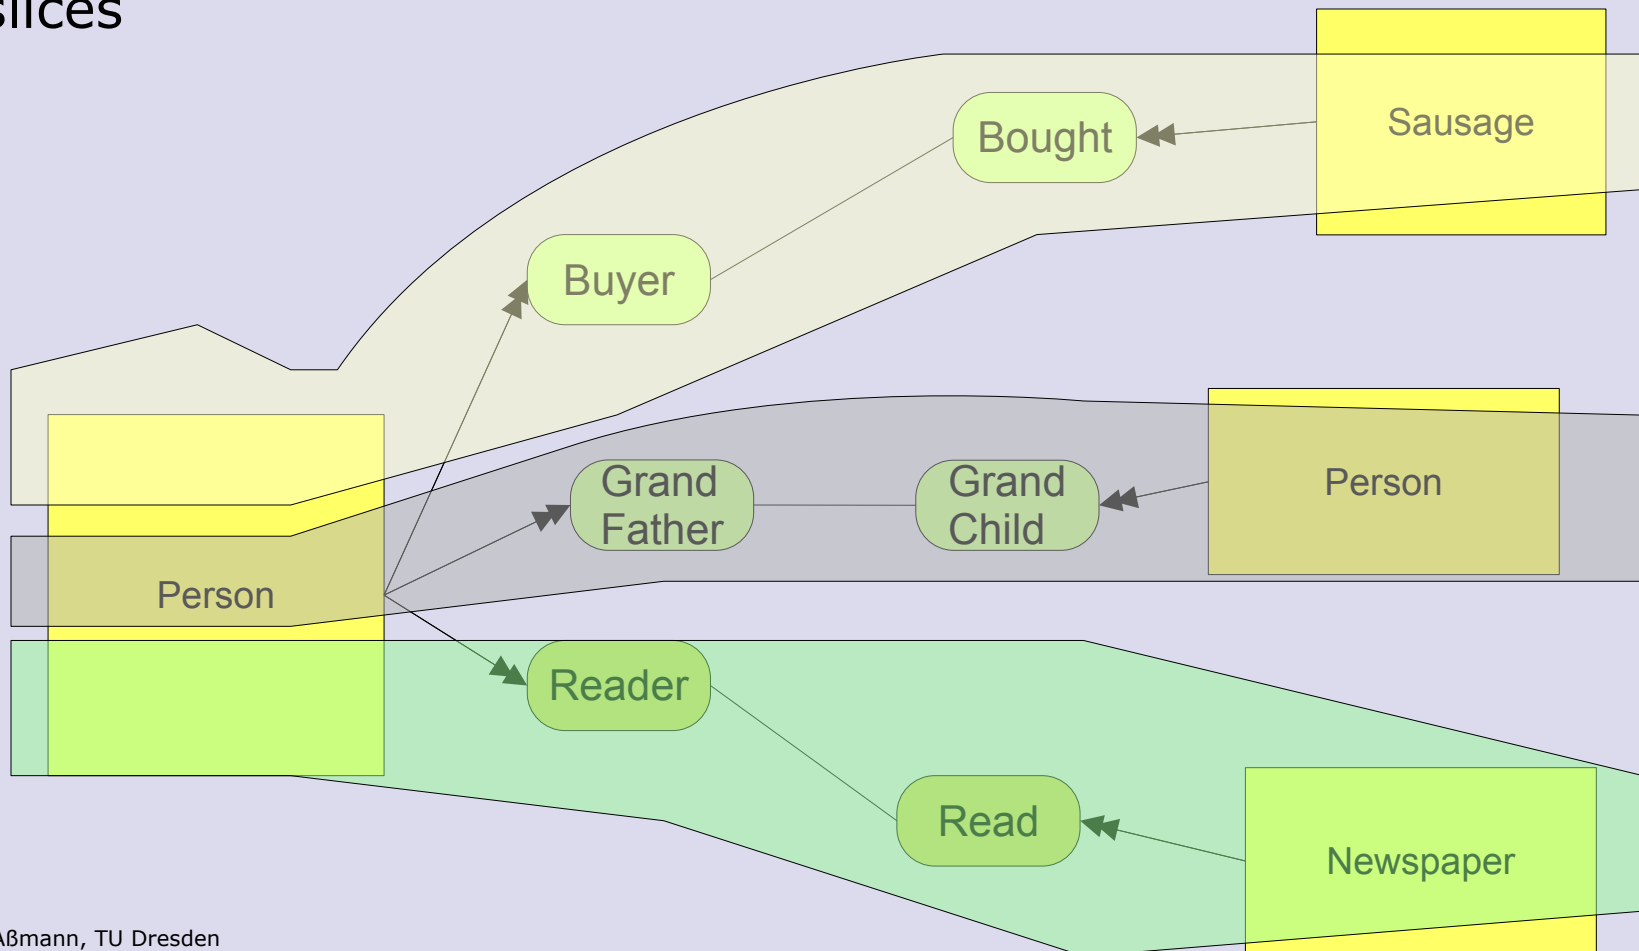 slices
Sausage
Bought
Buyer
Grand
Father
Grand
Child
Person
Person
Reader
Read
Newspaper
Aßmann, TU Dresden